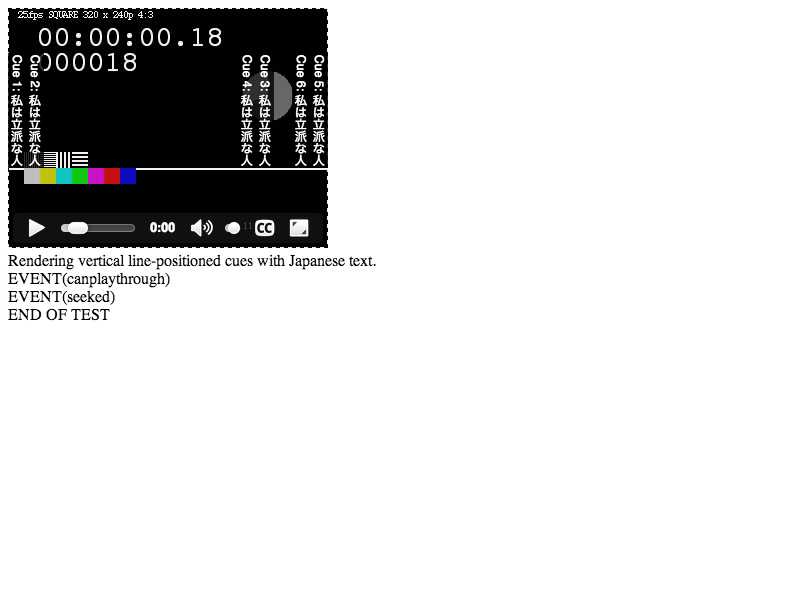 25fps SQUARE 320 x 240p 4:3
00:00:00.18
000018
Cue 1: 私は立派な人
Cue 2: 私は立派な人
Cue 4: 私は立派な人
Cue 3: 私は立派な人
Cue 6: 私は立派な人
Cue 5: 私は立派な人
0:00
11
CC
Rendering vertical line-positioned cues with Japanese text.
EVENT(canplaythrough)
EVENT(seeked)
END OF TEST